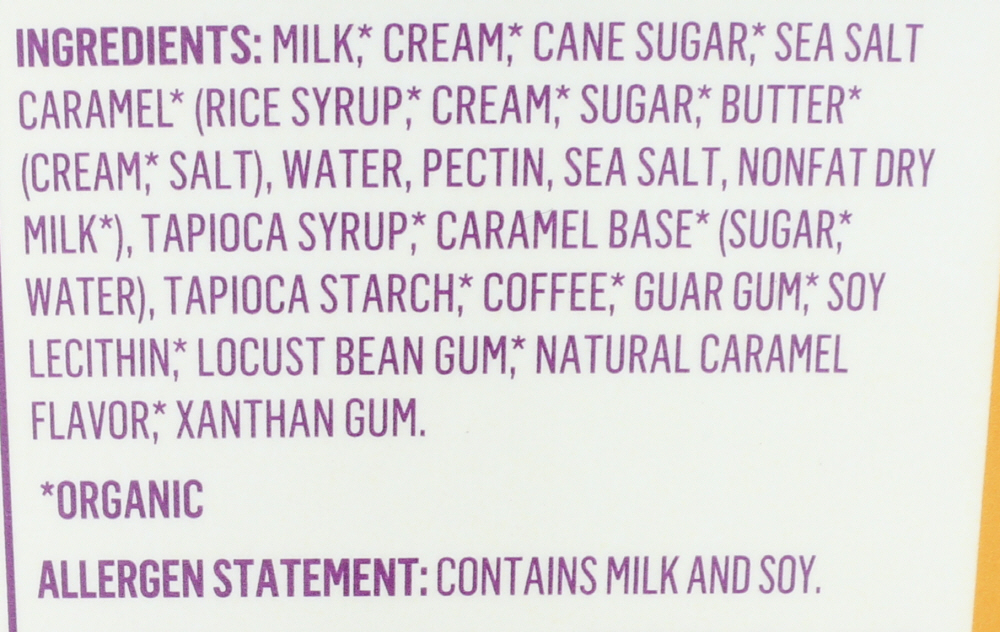 INGREDIENTS: MILK,* CREAM,* CANE SUGAR,* SEA SALT
CARAMEL* (RICE SYRUP,* CREAM,* SUGAR,* BUTTER*
(CREAM,* SALT), WATER, PECTIN, SEA SALT, NONFAT DRY
MILK*), TAPIOCA SYRUP,* CARAMEL BASE* (SUGAR,*
WATER), TAPIOCA STARCH,* COFFEE,* GUAR GUM,* SOY
LECITHIN,* LOCUST BEAN GUM,* NATURAL CARAMEL
FLAVOR,* XANTHAN GUM.
*ORGANIC
ALLERGEN STATEMENT: CONTAINS MILK AND SOY.